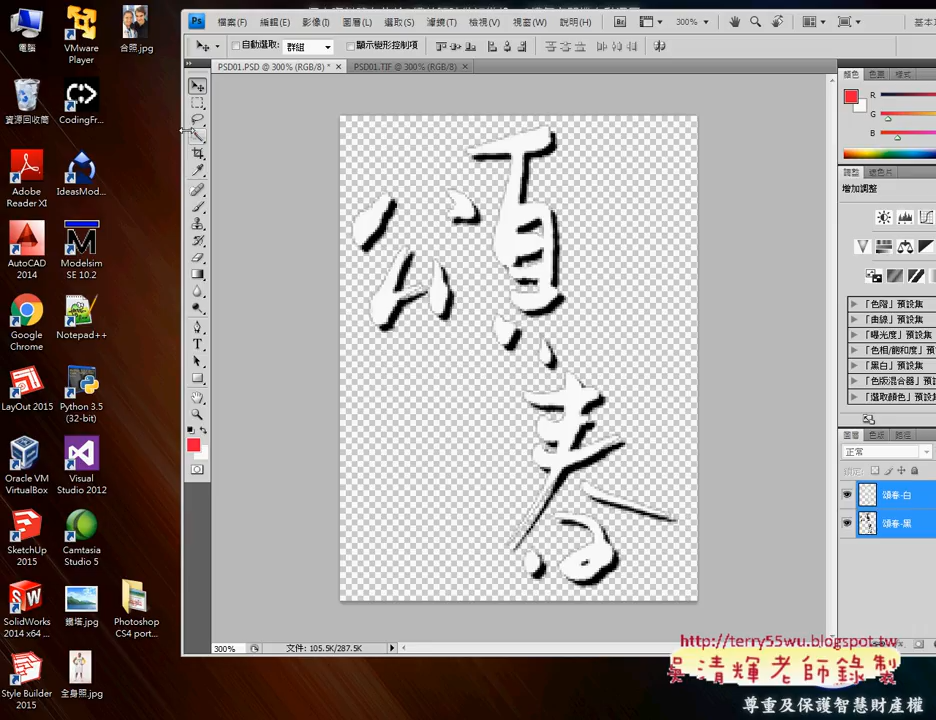 檔案(F) 編輯(E) 影像(I) 圖層(L) 選取(S) 濾鏡(T) 檢視(V) 視窗(W) 說明(H) Br 300%
自動選取: 群組 顯示變形控制項
PSD01.PSD @ 300% (RGB/8) * × PSD01.TIF @ 300% (RGB/8) ×
電腦
VMware Player
合照.jpg
資源回收筒
CodingFr...
Adobe Reader XI
IdeasMod...
AutoCAD 2014
Modelsim SE 10.2
Google Chrome
Notepad++
LayOut 2015
Python 3.5 (32-bit)
Oracle VM VirtualBox
Visual Studio 2012
SketchUp 2015
Camtasia Studio 5
SolidWorks 2014 x64 ...
鐵塔.jpg
Photoshop CS4 port...
Style Builder 2015
全身照.jpg
頌春
顏色 色票 樣式
R
G
B
調整 遮色片
增加調整
「色階」預設集
「曲線」預設集
「曝光度」預設集
「色相/飽和度」預設集
「黑白」預設集
「色版混合器」預設集
「選取顏色」預設集
圖層 色版 路徑
正常
鎖定:
頌春-白
頌春-黑
300% 文件: 105.5K/287.5K
http://terry55wu.blogspot.tw
吳清輝老師錄製
尊重及保護智慧財產權